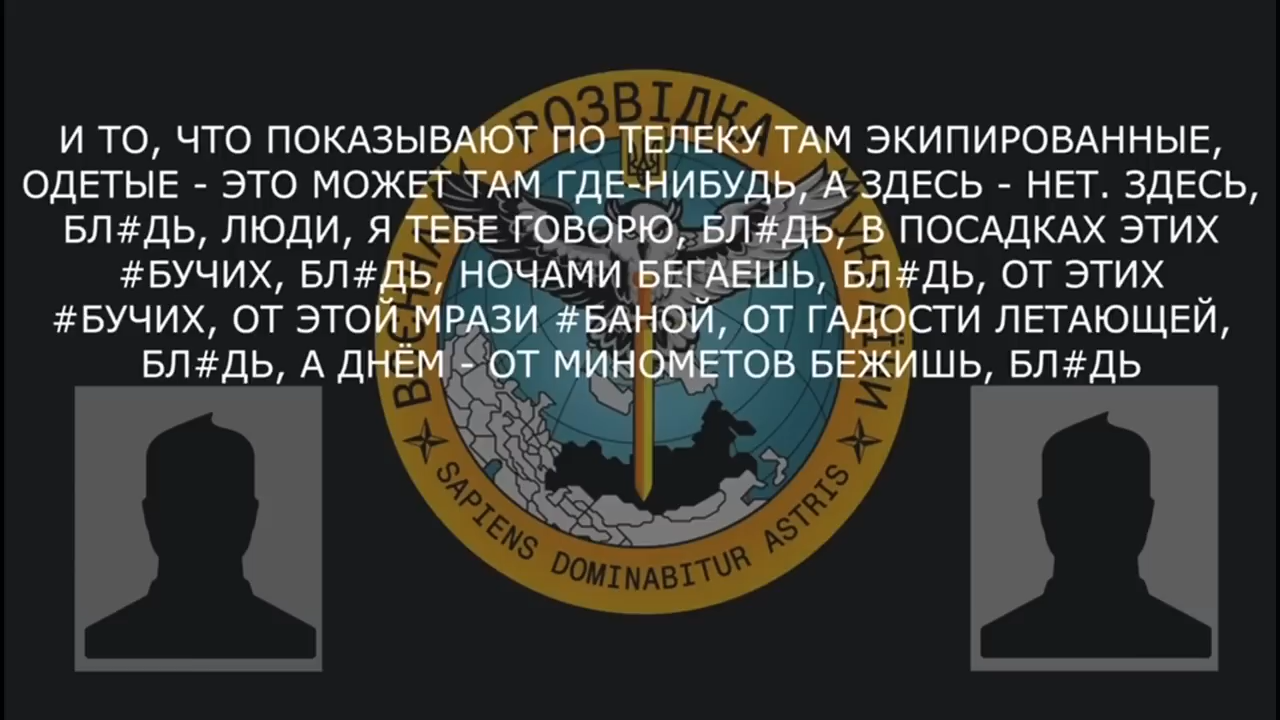 И ТО, ЧТО ПОКАЗЫВАЮТ ПО ТЕЛЕКУ ТАМ ЭКИПИРОВАННЫЕ,
ОДЕТЫЕ - ЭТО МОЖЕТ ТАМ ГДЕ-НИБУДЬ, А ЗДЕСЬ - НЕТ. ЗДЕСЬ,
БЛ#ДЬ, ЛЮДИ, Я ТЕБЕ ГОВОРЮ, БЛ#ДЬ, В ПОСАДКАХ ЭТИХ
#БУЧИХ, БЛ#ДЬ, НОЧАМИ БЕГАЕШЬ, БЛ#ДЬ, ОТ ЭТИХ
#БУЧИХ, ОТ ЭТОЙ МРАЗИ #БАНОЙ, ОТ ГАДОСТИ ЛЕТАЮЩЕЙ,
БЛ#ДЬ, А ДНЁМ - ОТ МИНОМЕТОВ БЕЖИШЬ, БЛ#ДЬ
РОЗВІДКА
SAPIENS DOMINABITUR ASTRIS